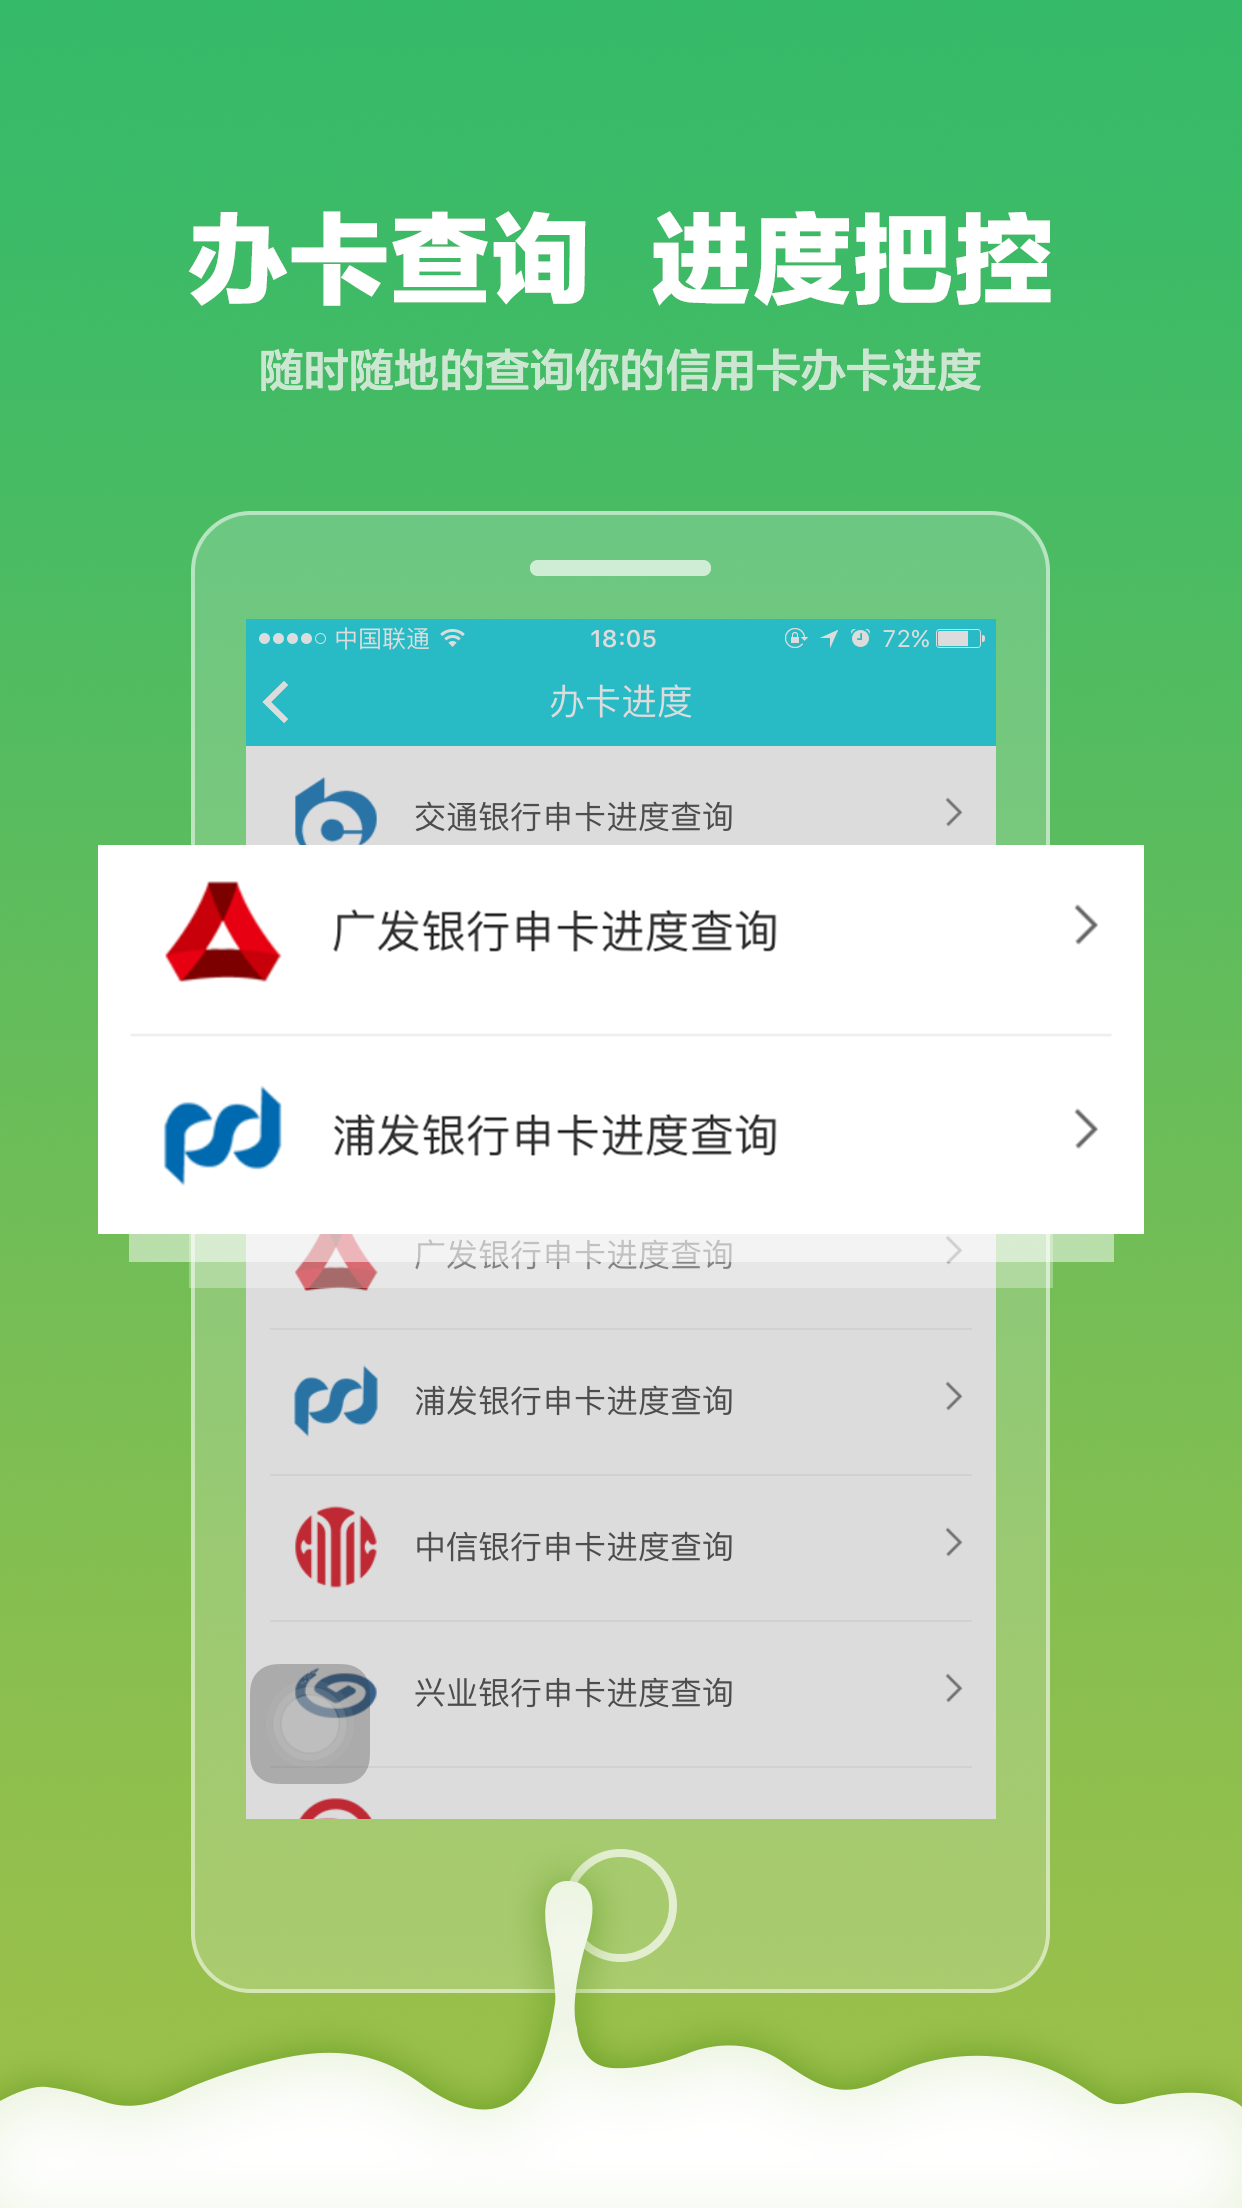 办卡查询 进度把控
随时随地的查询你的信用卡办卡进度
中国联通 18:05 72%
办卡进度
交通银行申卡进度查询
广发银行申卡进度查询
浦发银行申卡进度查询
广发银行申卡进度查询
浦发银行申卡进度查询
中信银行申卡进度查询
兴业银行申卡进度查询